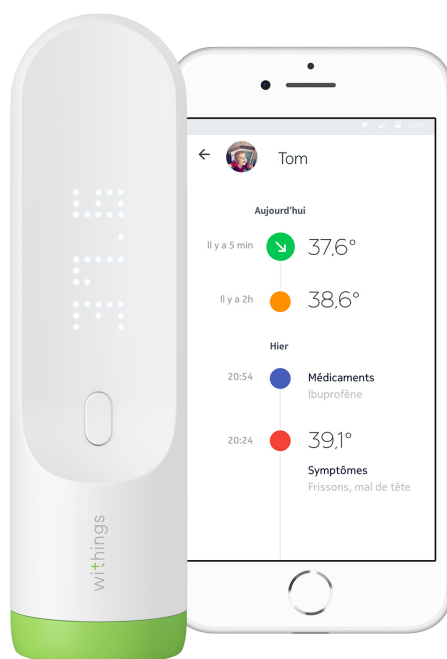 Tom
Aujourd'hui
Il y a 5 min
37,6°
Il y a 2h
38,6°
Hier
20:54
Médicaments
Ibuprofène
20:24
39,1°
Symptômes
Frissons, mal de tête
withings